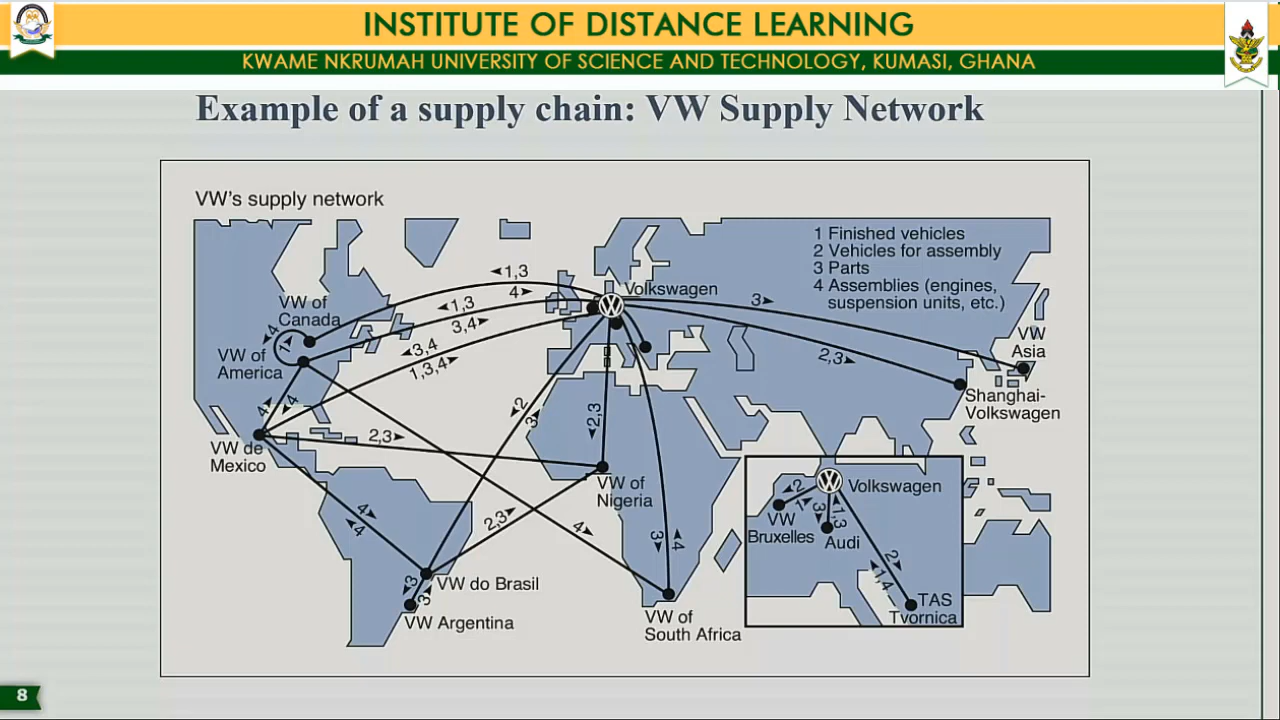 INSTITUTE OF DISTANCE LEARNING
KWAME NKRUMAH UNIVERSITY OF SCIENCE AND TECHNOLOGY, KUMASI, GHANA
Example of a supply chain: VW Supply Network
VW's supply network
1 Finished vehicles
2 Vehicles for assembly
3 Parts
4 Assemblies (engines,
suspension units, etc.)
◄1,3
Volkswagen
4►
◄1,3
3►
VW of
Canada
3,4►
◄4
1►
VW
Asia
◄3,4
VW of
America
1,3,4►
2,3►
Shanghai-
Volkswagen
4►
◄4
◄2
3►
◄2,3
2,3►
VW de
Mexico
VW of
Nigeria
Volkswagen
◄2
1►
3►
◄1,3
VW
Bruxelles
Audi
4►
◄4
2,3►
4►
3►
◄4
2►
◄1,4
◄3
3►
VW do Brasil
TAS
Tvornica
VW Argentina
VW of
South Africa
8